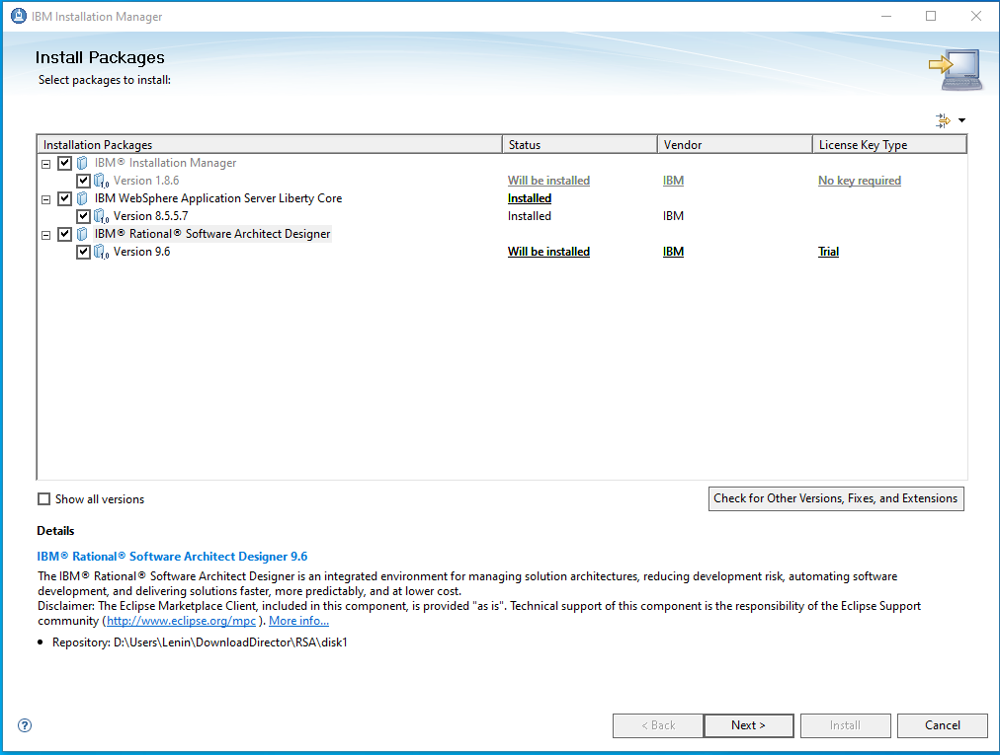 IBM Installation Manager
Install Packages
Select packages to install:
Installation Packages Status Vendor License Key Type
IBM® Installation Manager
Version 1.8.6 Will be installed IBM No key required
IBM WebSphere Application Server Liberty Core Installed
Version 8.5.5.7 Installed IBM
IBM® Rational® Software Architect Designer
Version 9.6 Will be installed IBM Trial
Show all versions Check for Other Versions, Fixes, and Extensions
Details
IBM® Rational® Software Architect Designer 9.6
The IBM® Rational® Software Architect Designer is an integrated environment for managing solution architectures, reducing development risk, automating software
development, and delivering solutions faster, more predictably, and at lower cost.
Disclaimer: The Eclipse Marketplace Client, included in this component, is provided "as is". Technical support of this component is the responsibility of the Eclipse Support
community (http://www.eclipse.org/mpc ). More info...
• Repository: D:\Users\Lenin\DownloadDirector\RSA\disk1
? < Back Next > Install Cancel